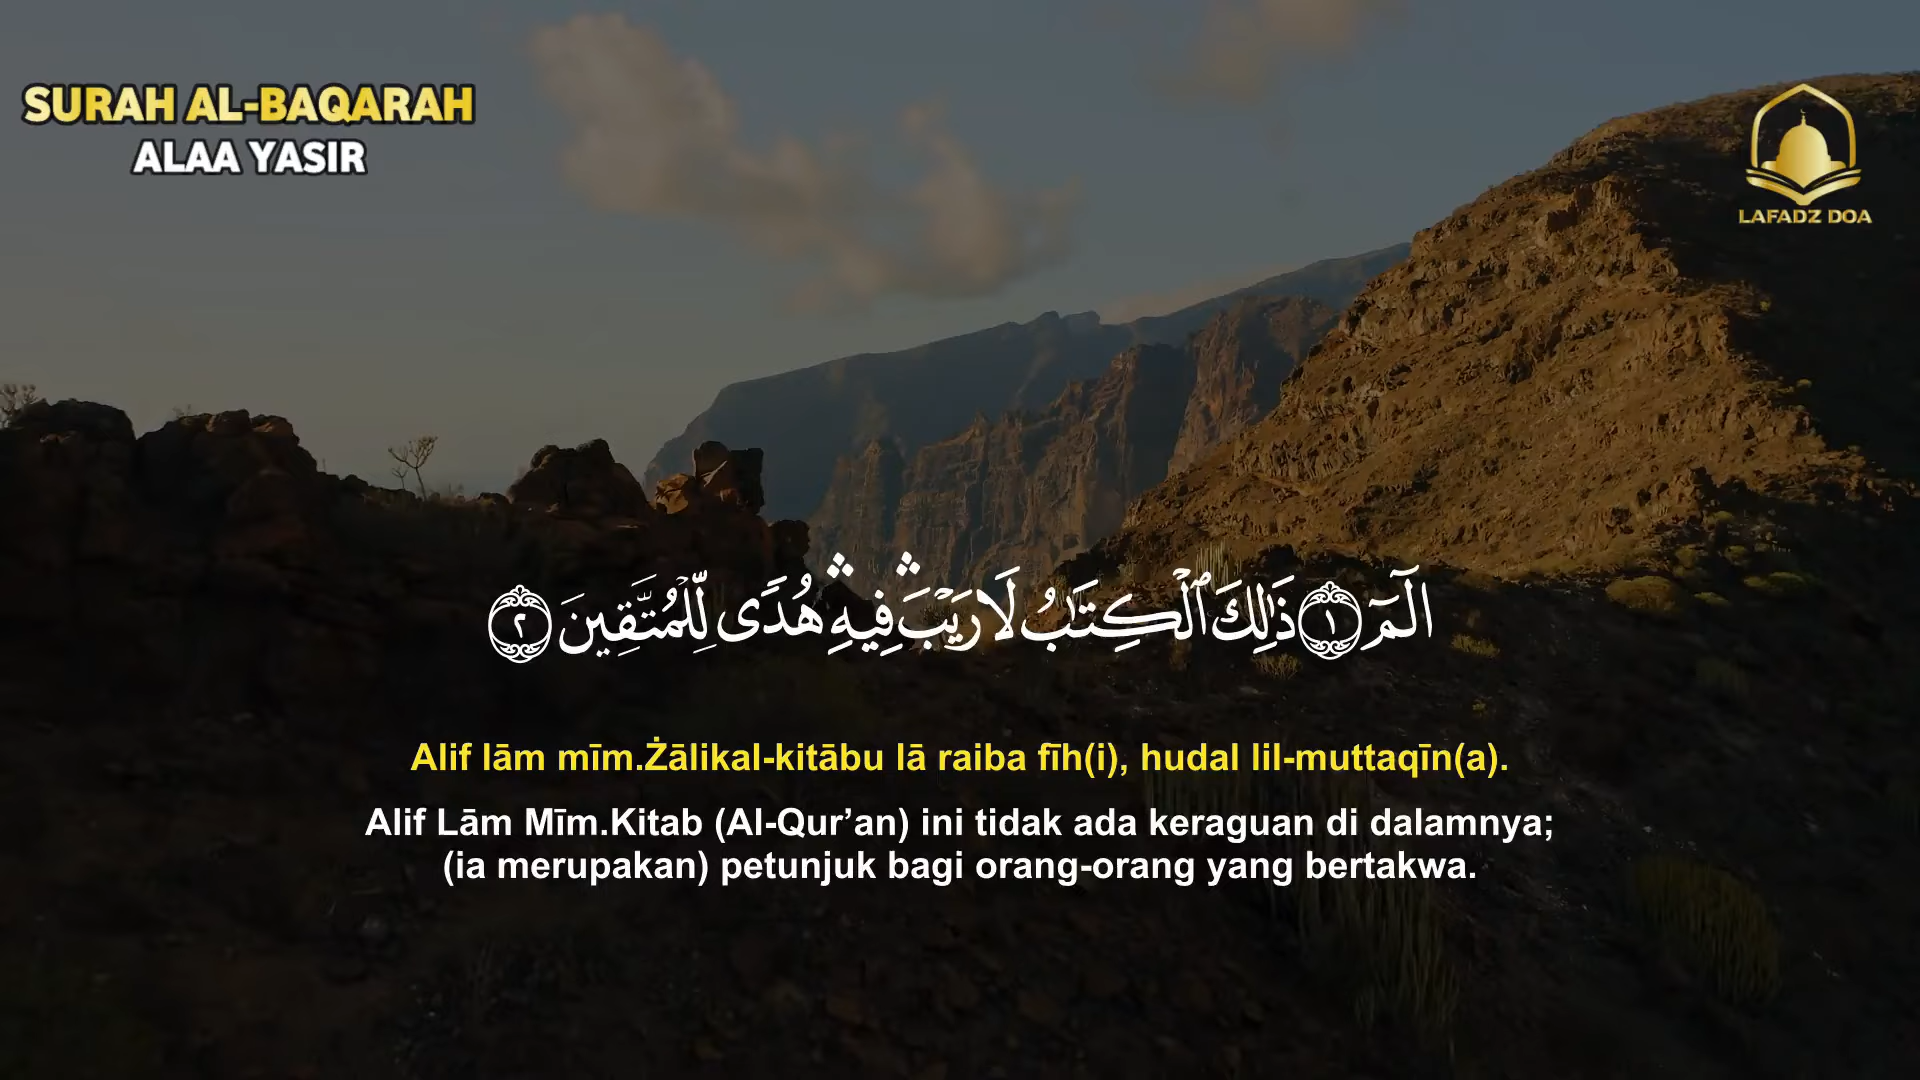 SURAH AL-BAQARAH
ALAA YASIR
LAFADZ DOA
الٓمٓ ١ ذَٰلِكَ ٱلْكِتَٰبُ لَا رَيْبَ ۛ فِيهِ ۛ هُدًى لِّلْمُتَّقِينَ ٢
Alif lām mīm.Żālikal-kitābu lā raiba fīh(i), hudal lil-muttaqīn(a).
Alif Lām Mīm.Kitab (Al-Qur’an) ini tidak ada keraguan di dalamnya;
(ia merupakan) petunjuk bagi orang-orang yang bertakwa.